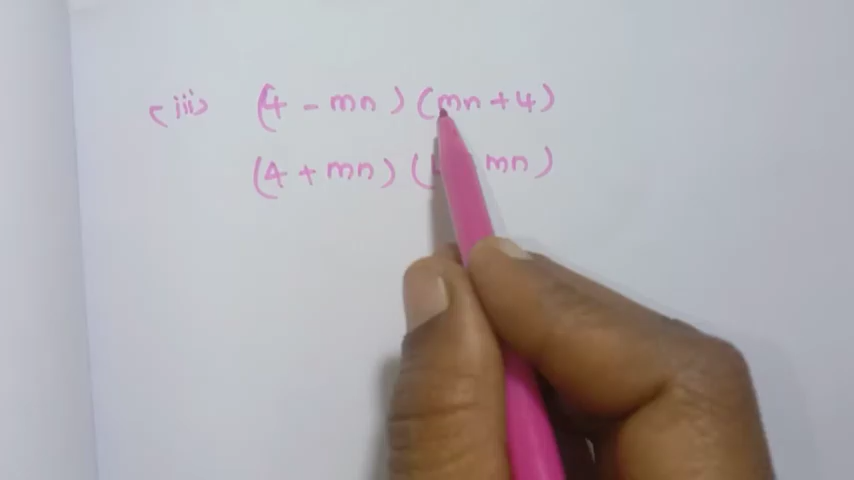 (iii) (4 - mn) (mn + 4)
(4 + mn) ( mn)